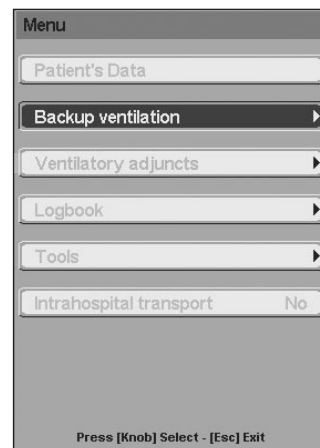 Menu
Patient's Data
Backup ventilation
Ventilatory adjuncts
Logbook
Tools
Intrahospital transport No
Press [Knob] Select - [Esc] Exit